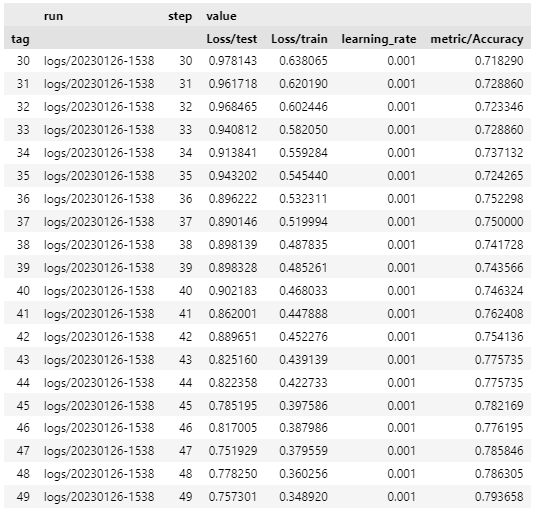 run step value
tag Loss/test Loss/train learning_rate metric/Accuracy
30 logs/20230126-1538 30 0.978143 0.638065 0.001 0.718290
31 logs/20230126-1538 31 0.961718 0.620190 0.001 0.728860
32 logs/20230126-1538 32 0.968465 0.602446 0.001 0.723346
33 logs/20230126-1538 33 0.940812 0.582050 0.001 0.728860
34 logs/20230126-1538 34 0.913841 0.559284 0.001 0.737132
35 logs/20230126-1538 35 0.943202 0.545440 0.001 0.724265
36 logs/20230126-1538 36 0.896222 0.532311 0.001 0.752298
37 logs/20230126-1538 37 0.890146 0.519994 0.001 0.750000
38 logs/20230126-1538 38 0.898139 0.487835 0.001 0.741728
39 logs/20230126-1538 39 0.898328 0.485261 0.001 0.743566
40 logs/20230126-1538 40 0.902183 0.468033 0.001 0.746324
41 logs/20230126-1538 41 0.862001 0.447888 0.001 0.762408
42 logs/20230126-1538 42 0.889651 0.452276 0.001 0.754136
43 logs/20230126-1538 43 0.825160 0.439139 0.001 0.775735
44 logs/20230126-1538 44 0.822358 0.422733 0.001 0.775735
45 logs/20230126-1538 45 0.785195 0.397586 0.001 0.782169
46 logs/20230126-1538 46 0.817005 0.387986 0.001 0.776195
47 logs/20230126-1538 47 0.751929 0.379559 0.001 0.785846
48 logs/20230126-1538 48 0.778250 0.360256 0.001 0.786305
49 logs/20230126-1538 49 0.757301 0.348920 0.001 0.793658